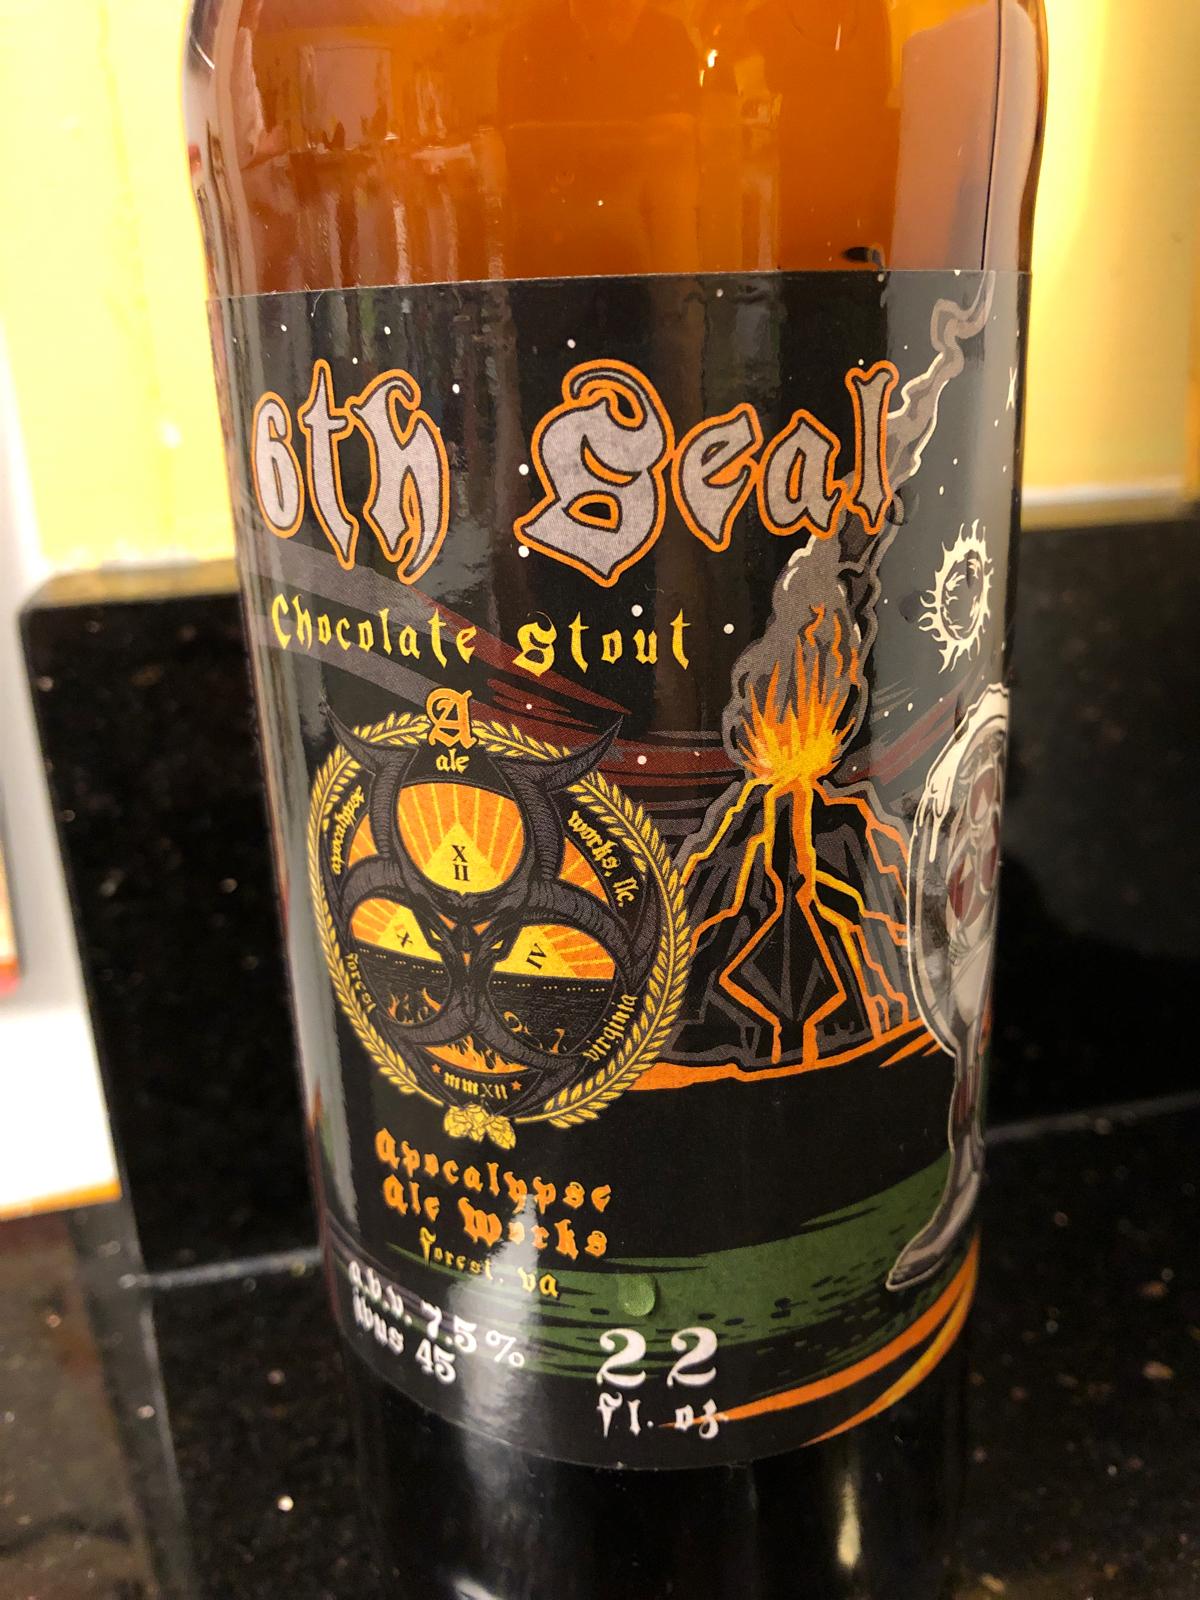 6th Seal
Chocolate Stout
A
ale
apocalypse
works, llc.
XII
IX
IV
forest
virginia
mmxii
Apocalypse
Ale Works
forest, va
a.b.v. 7.5%
ibus 45
22
fl. oz.